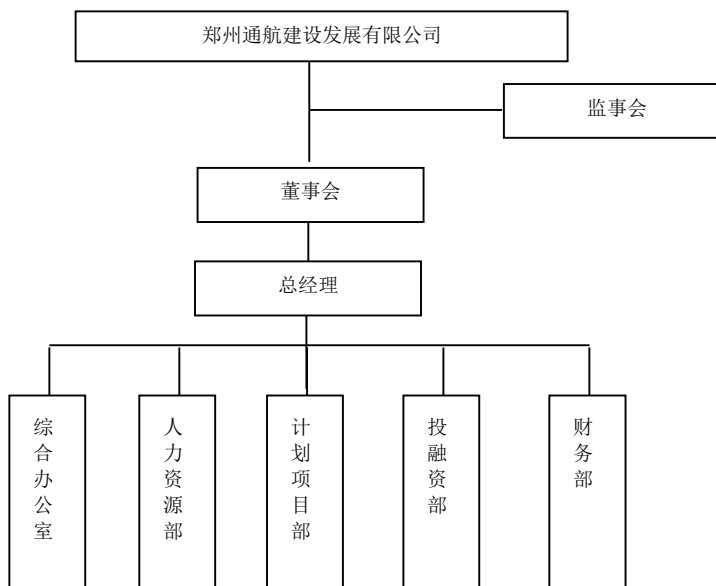 郑州通航建设发展有限公司
监事会
董事会
总经理
综合办公室
人力资源部
计划项目部
投融资部
财务部